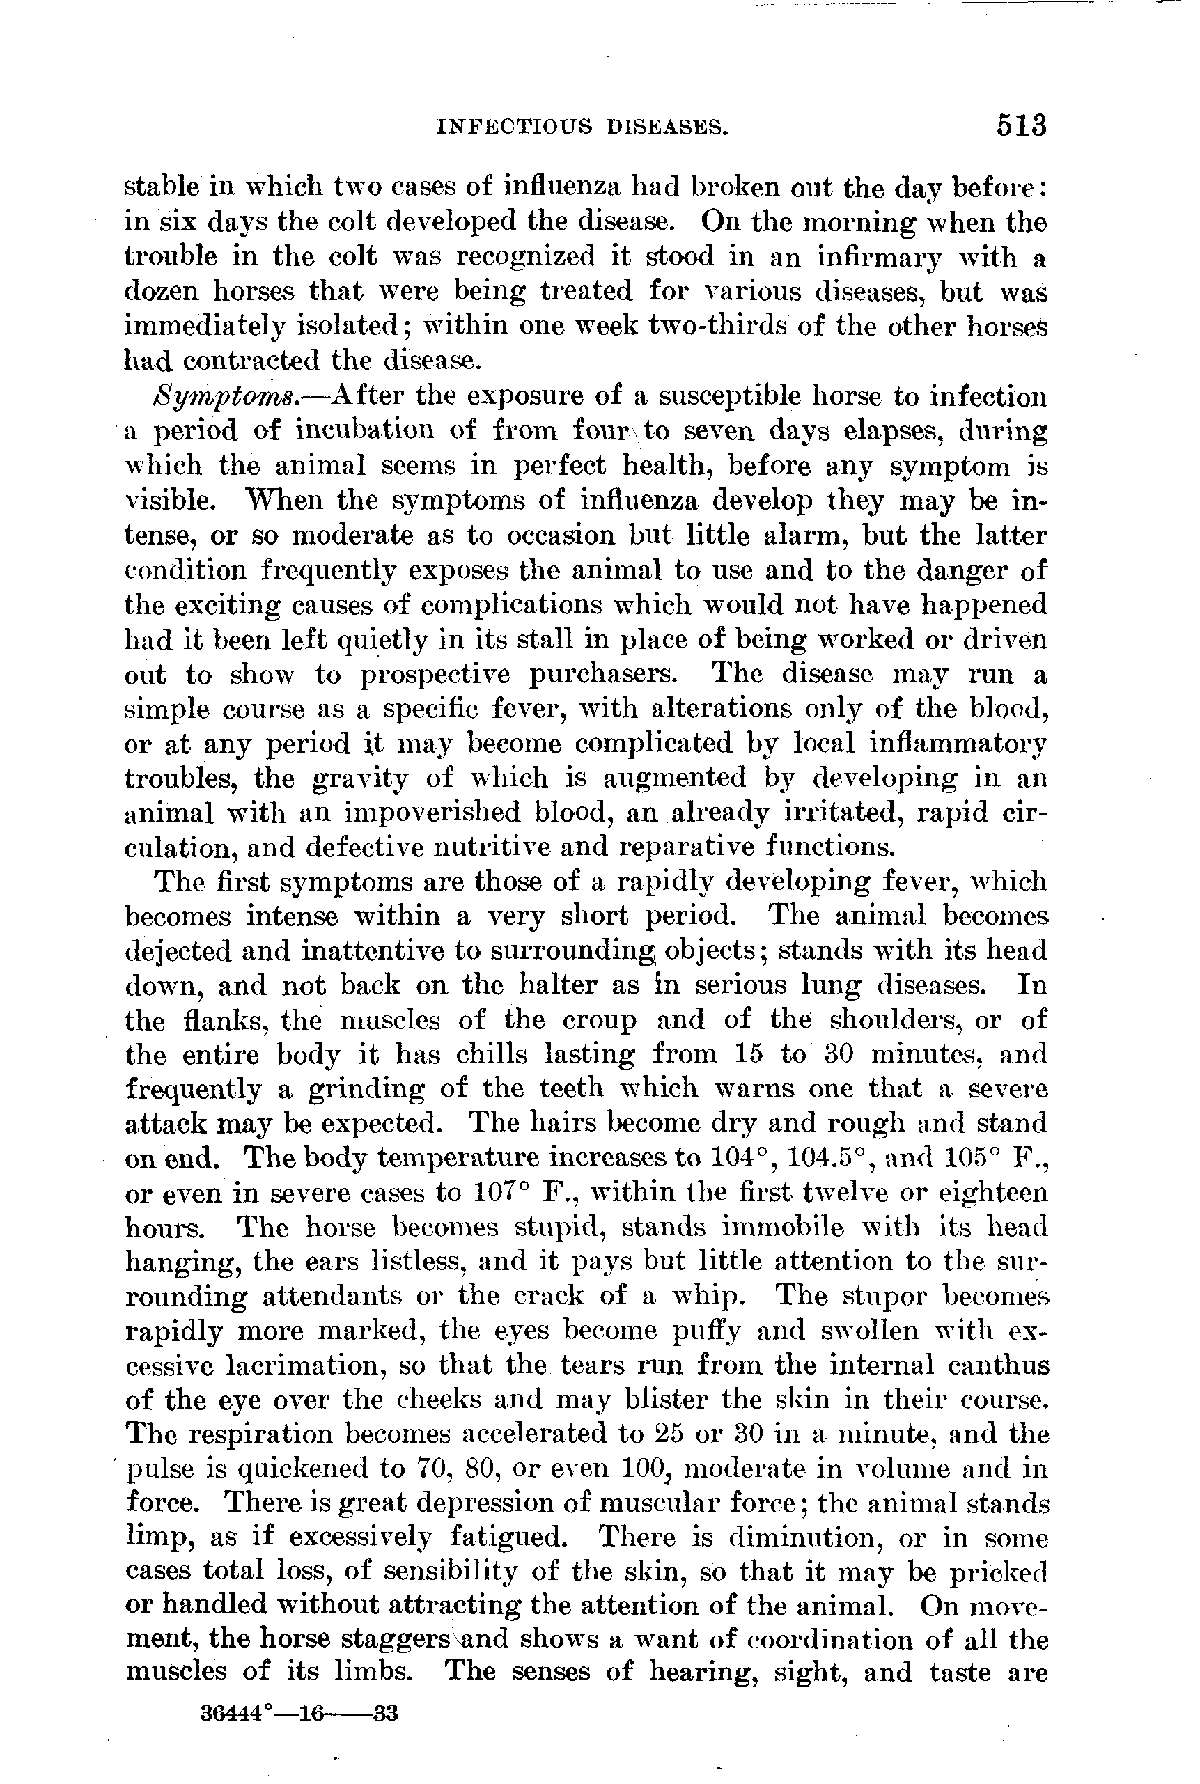 INFECTIOUS DISEASES. 513
stable in which two cases of influenza had broken out the day before:
in six days the colt developed the disease. On the morning when the
trouble in the colt was recognized it stood in an infirmary with a
dozen horses that were being treated for various diseases, but was
immediately isolated; within one week two-thirds of the other horses
had contracted the disease.
Symptoms.—After the exposure of a susceptible horse to infection
a period of incubation of from four to seven days elapses, during
which the animal seems in perfect health, before any symptom is
visible. When the symptoms of influenza develop they may be in-
tense, or so moderate as to occasion but little alarm, but the latter
condition frequently exposes the animal to use and to the danger of
the exciting causes of complications which would not have happened
had it been left quietly in its stall in place of being worked or driven
out to show to prospective purchasers. The disease may run a
simple course as a specific fever, with alterations only of the blood,
or at any period it may become complicated by local inflammatory
troubles, the gravity of which is augmented by developing in an
animal with an impoverished blood, an already irritated, rapid cir-
culation, and defective nutritive and reparative functions.
The first symptoms are those of a rapidly developing fever, which
becomes intense within a very short period. The animal becomes
dejected and inattentive to surrounding objects; stands with its head
down, and not back on the halter as in serious lung diseases. In
the flanks, the muscles of the croup and of the shoulders, or of
the entire body it has chills lasting from 15 to 30 minutes, and
frequently a grinding of the teeth which warns one that a severe
attack may be expected. The hairs become dry and rough and stand
on end. The body temperature increases to 104°, 104.5°, and 105° F.,
or even in severe cases to 107° F., within the first twelve or eighteen
hours. The horse becomes stupid, stands immobile with its head
hanging, the ears listless, and it pays but little attention to the sur-
rounding attendants or the crack of a whip. The stupor becomes
rapidly more marked, the eyes become puffy and swollen with ex-
cessive lacrimation, so that the tears run from the internal canthus
of the eye over the cheeks and may blister the skin in their course.
The respiration becomes accelerated to 25 or 30 in a minute, and the
pulse is quickened to 70, 80, or even 100, moderate in volume and in
force. There is great depression of muscular force; the animal stands
limp, as if excessively fatigued. There is diminution, or in some
cases total loss, of sensibility of the skin, so that it may be pricked
or handled without attracting the attention of the animal. On move-
ment, the horse staggers and shows a want of coordination of all the
muscles of its limbs. The senses of hearing, sight, and taste are
36444°—16——33